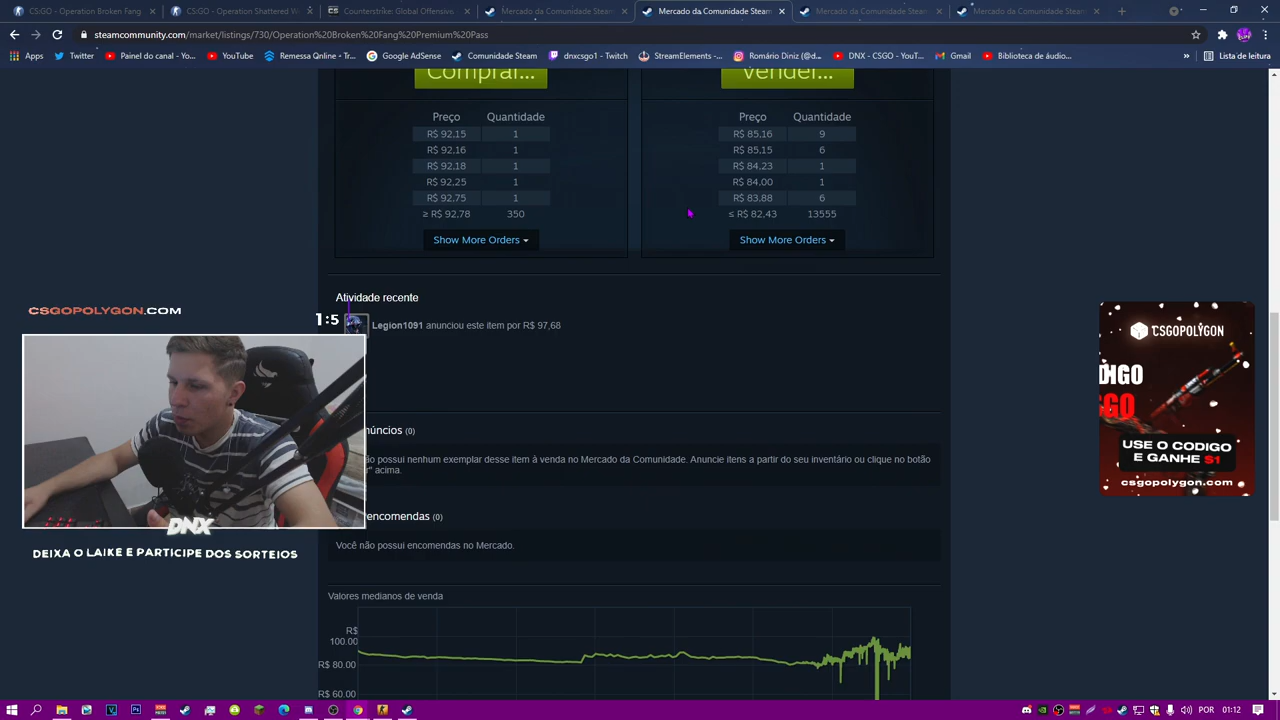 CS:GO - Operation Broken Fang
CS:GO - Operation Shattered W
Counterstrike: Global Offensive
Mercado da Comunidade Steam
Mercado da Comunidade Steam
Mercado da Comunidade Steam
Mercado da Comunidade Steam
steamcommunity.com/market/listings/730/Operation%20Broken%20Fang%20Premium%20Pass
Apps
Twitter
Painel do canal - Yo...
YouTube
Remessa Qnline - Tr...
Google AdSense
Comunidade Steam
dnxcsgo1 - Twitch
StreamElements -...
Romário Diniz (@d...
DNX - CSGO - YouT...
Gmail
Biblioteca de áudio...
Lista de leitura
Comprar...
Vender...
Preço Quantidade
R$ 92,15 1
R$ 92,16 1
R$ 92,18 1
R$ 92,25 1
R$ 92,75 1
≥ R$ 92,78 350
Show More Orders
Preço Quantidade
R$ 85,16 9
R$ 85,15 6
R$ 84,23 1
R$ 84,00 1
R$ 83,88 6
≤ R$ 82,43 13555
Show More Orders
Atividade recente
CSGOPOLYGON.COM
1:5
Legion1091 anunciou este item por R$ 97,68
CSGOPOLYGON
DIGO
SGO
USE O CODIGO
E GANHE $1
csgopolygon.com
núncios (0)
ão possui nenhum exemplar desse item à venda no Mercado da Comunidade. Anuncie itens a partir do seu inventário ou clique no botão
" acima.
encomendas (0)
DNX
DEIXA O LAIKE E PARTICIPE DOS SORTEIOS
Você não possui encomendas no Mercado.
Valores medianos de venda
R$
100.00
R$ 80.00
R$ 60.00
POR
01:12